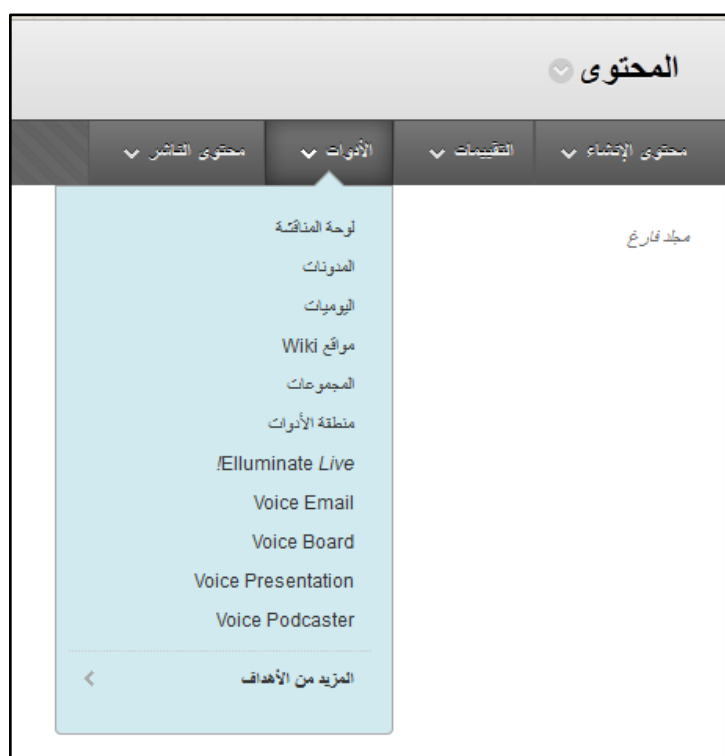 المحتوى
محتوى الإنشاء
التقييمات
الأدوات
محتوى الناشر
مجلد فارغ
لوحة المناقشة
المدونات
اليوميات
مواقع Wiki
المجموعات
منطقة الأدوات
Elluminate Live!
Voice Email
Voice Board
Voice Presentation
Voice Podcaster
المزيد من الأهداف